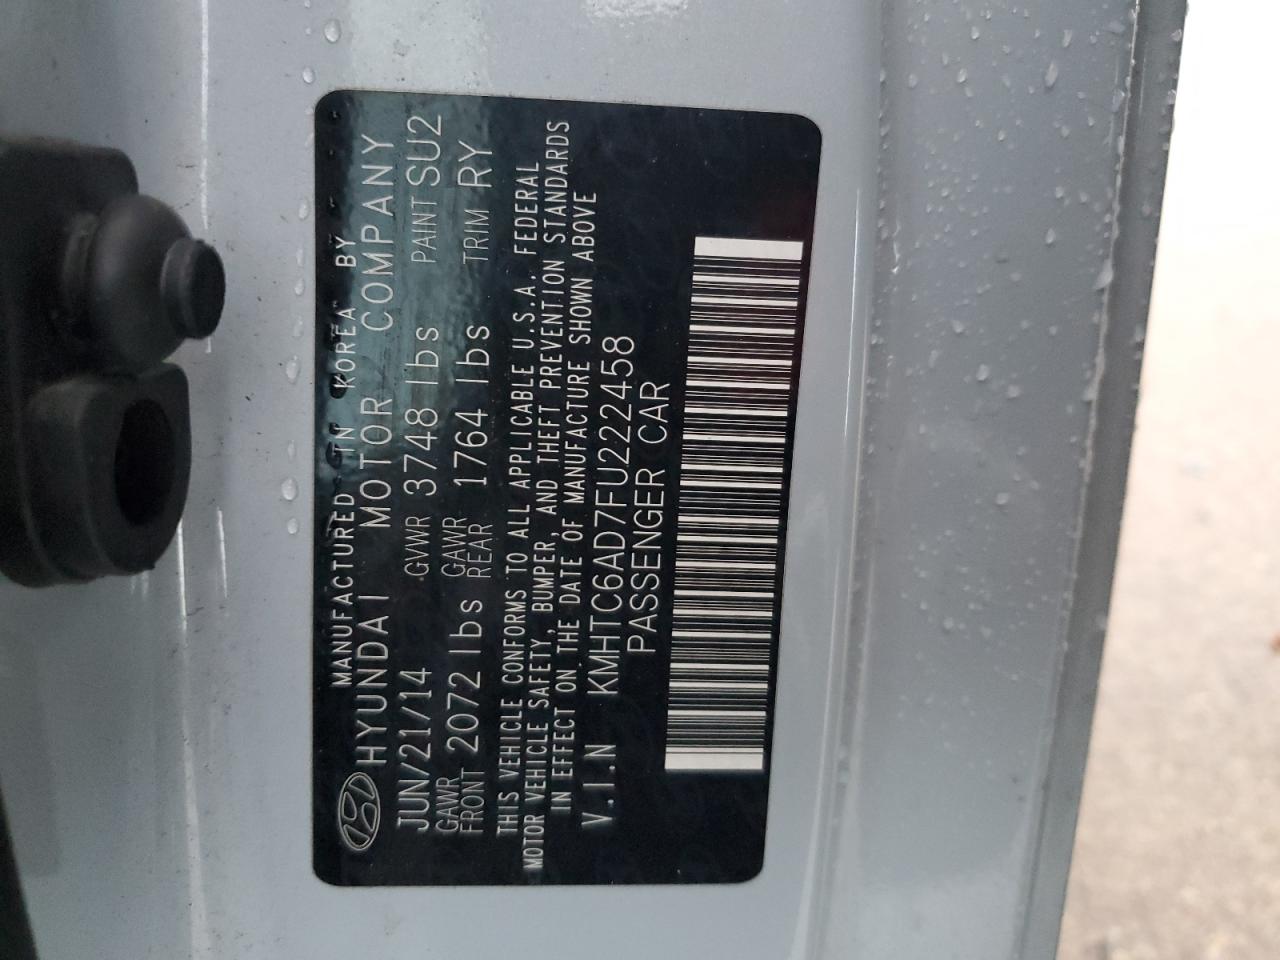 MANUFACTURED IN KOREA BY
HYUNDAI MOTOR COMPANY
JUN/21/14 GVWR 3748 lbs PAINT SU2
GAWR FRONT 2072 lbs GAWR REAR 1764 lbs TRIM RY
THIS VEHICLE CONFORMS TO ALL APPLICABLE U.S.A. FEDERAL
MOTOR VEHICLE SAFETY, BUMPER, AND THEFT PREVENTION STANDARDS
IN EFFECT ON THE DATE OF MANUFACTURE SHOWN ABOVE
V.I.N KMHTC6AD7FU222458
PASSENGER CAR